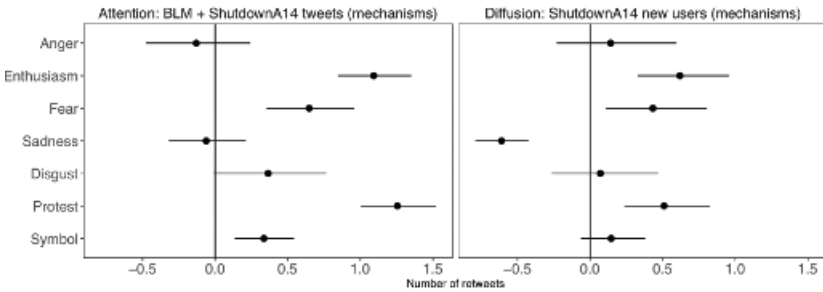 Attention: BLM + ShutdownA14 tweets (mechanisms)
Diffusion: ShutdownA14 new users (mechanisms)
Anger
Enthusiasm
Fear
Sadness
Disgust
Protest
Symbol
−0.5 0.0 0.5 1.0 1.5
−0.5 0.0 0.5 1.0 1.5
Number of retweets